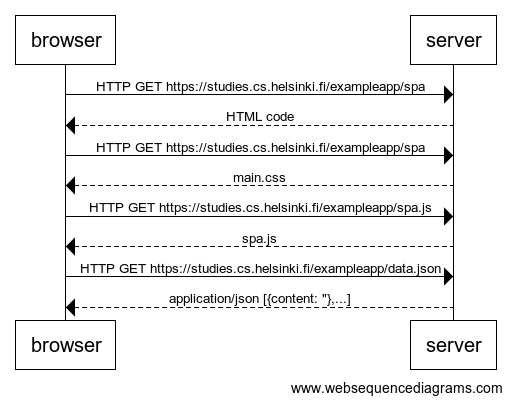 browser server
HTTP GET https://studies.cs.helsinki.fi/exampleapp/spa
HTML code
HTTP GET https://studies.cs.helsinki.fi/exampleapp/spa
main.css
HTTP GET https://studies.cs.helsinki.fi/exampleapp/spa.js
spa.js
HTTP GET https://studies.cs.helsinki.fi/exampleapp/data.json
application/json [{content: "},...]
browser server
www.websequencediagrams.com